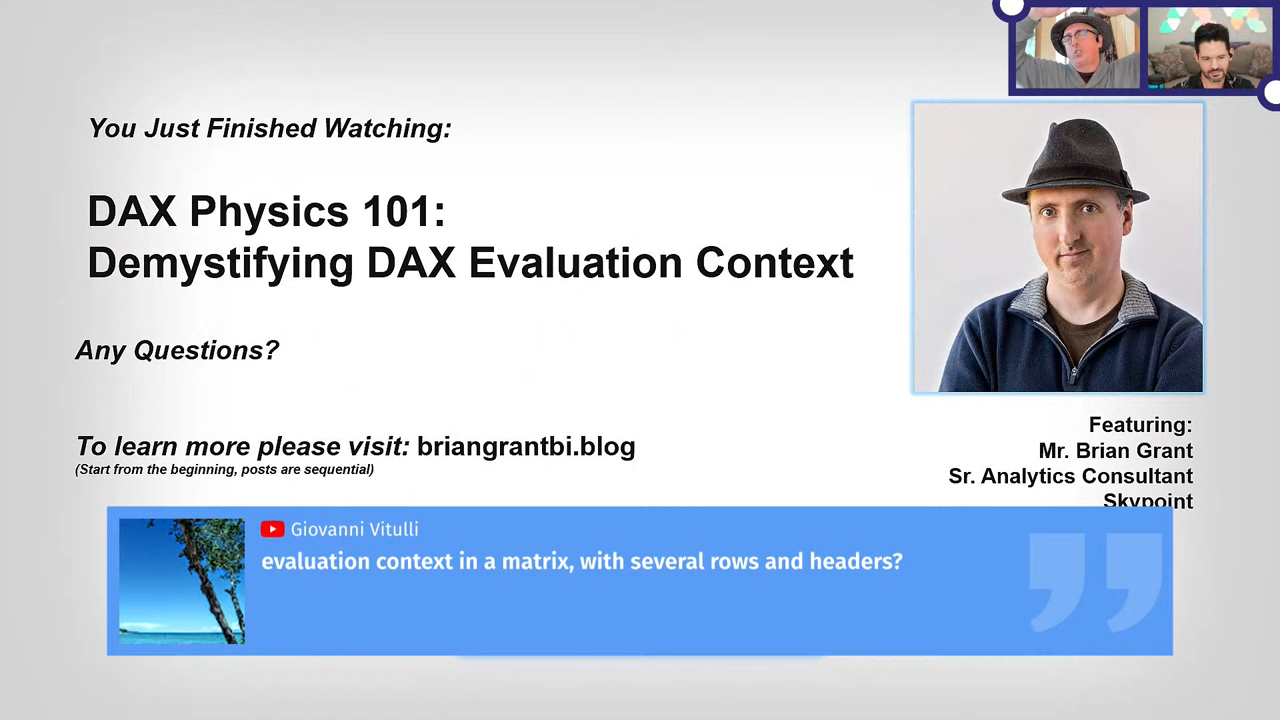 You Just Finished Watching:
DAX Physics 101:
Demystifying DAX Evaluation Context
Any Questions?
To learn more please visit: briangrantbi.blog
(Start from the beginning, posts are sequential)
Featuring:
Mr. Brian Grant
Sr. Analytics Consultant
Skypoint
Giovanni Vitulli
evaluation context in a matrix, with several rows and headers?